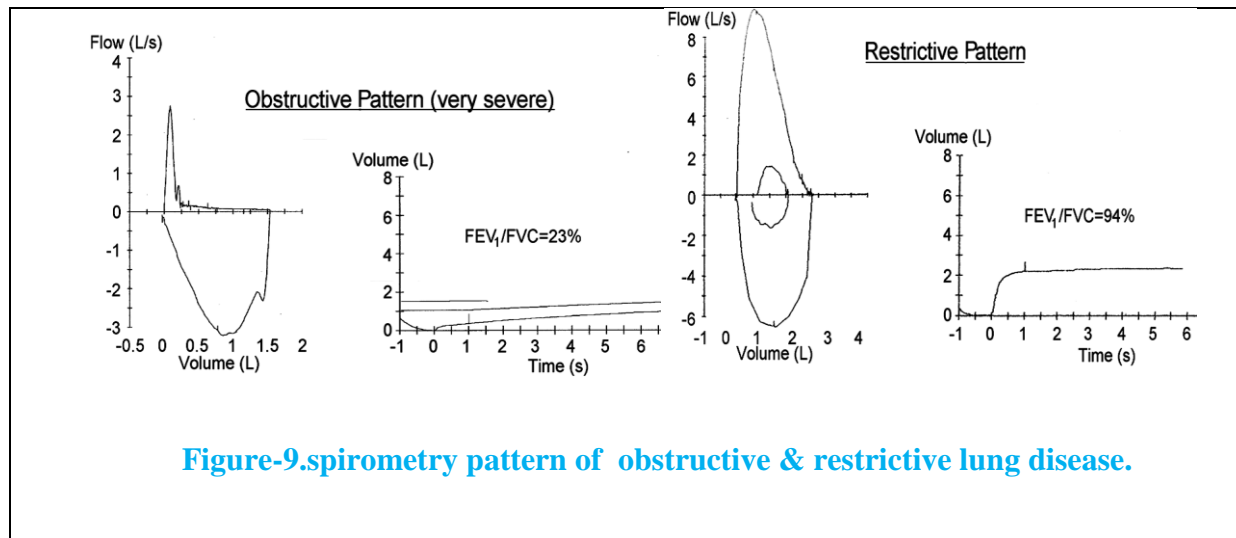 Flow (L/s)
4
3
2
1
0
-1
-2
-3
-0.5 0 0.5 1 1.5 2
Volume (L)
Obstructive Pattern (very severe)
Volume (L)
8
6
4
2
0
FEV1/FVC=23%
-1 0 1 2 3 4 5 6
Time (s)
Flow (L/s)
8
6
4
2
0
-2
-4
-6
-1 0 1 2 3 4
Volume (L)
Restrictive Pattern
Volume (L)
8
6
4
2
0
FEV1/FVC=94%
-1 0 1 2 3 4 5 6
Time (s)
Figure-9.spirometry pattern of obstructive & restrictive lung disease.